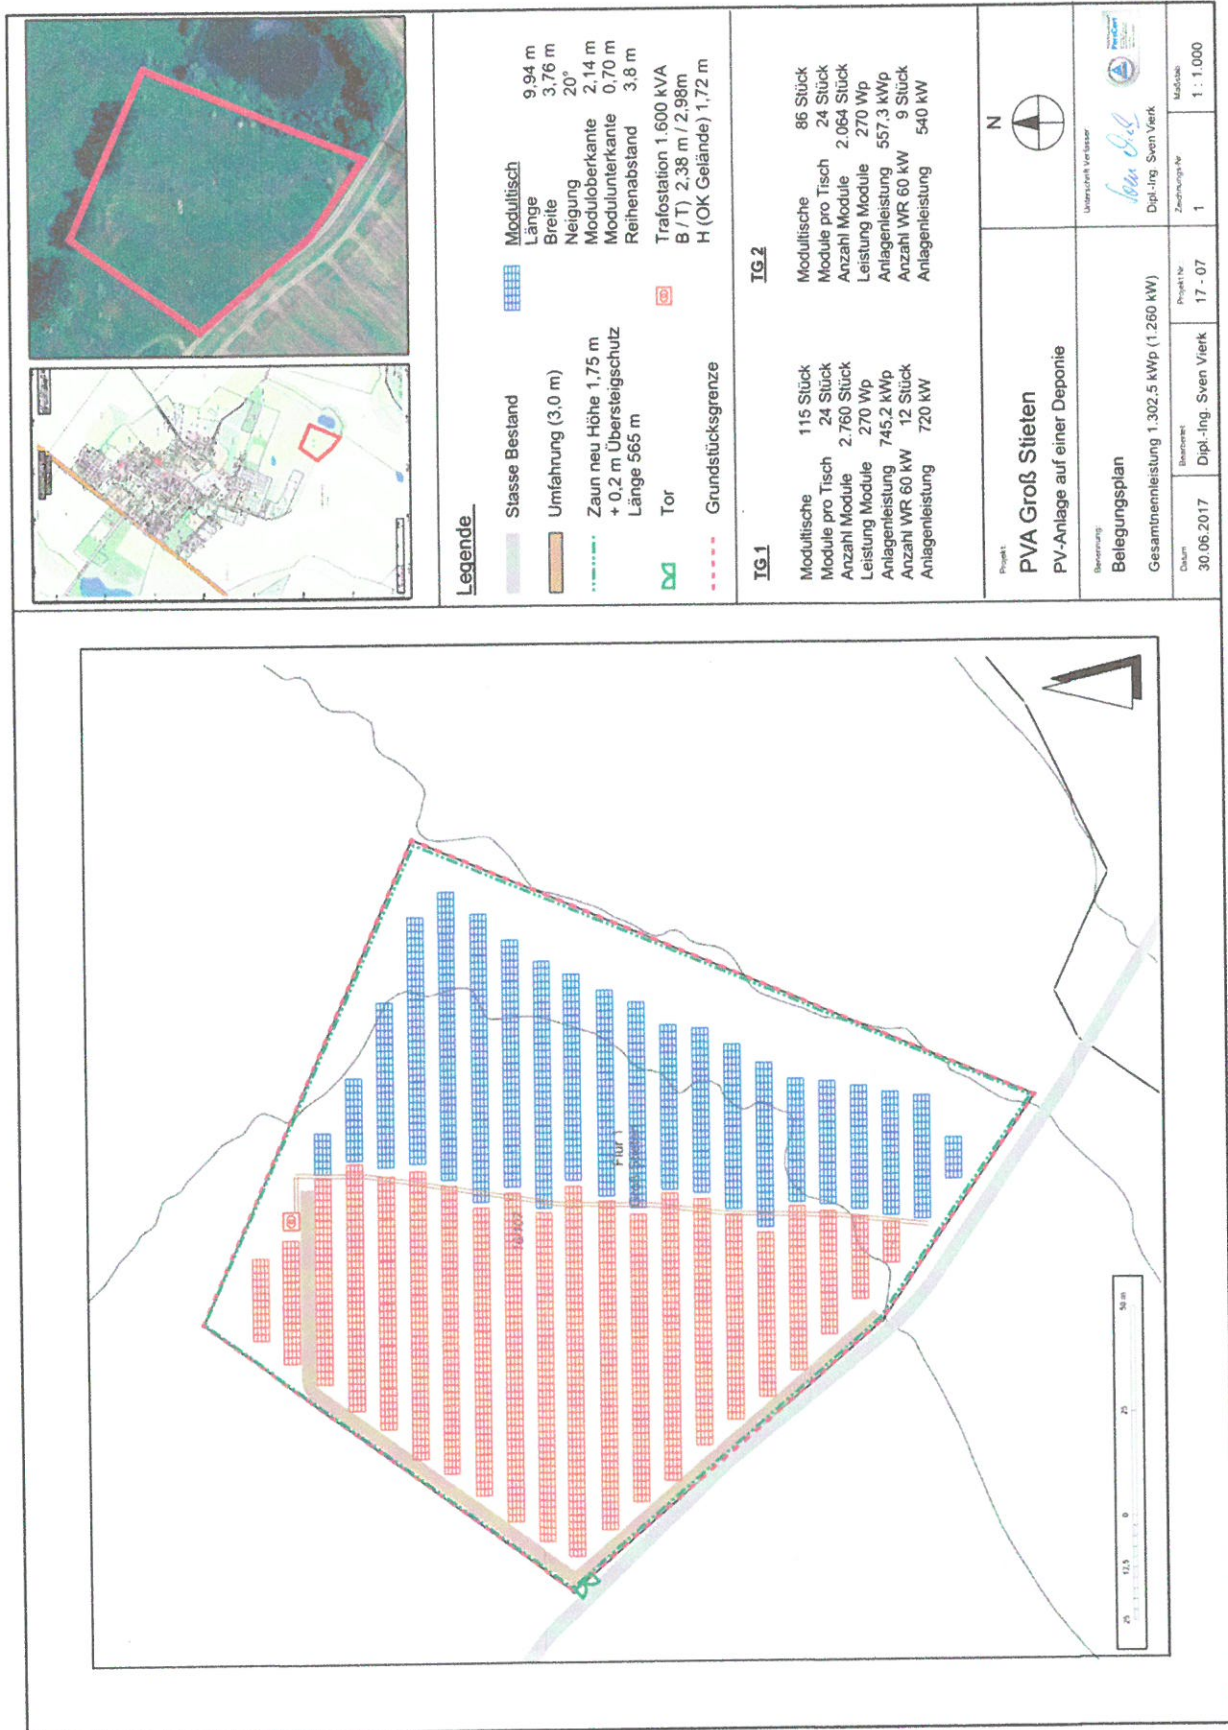 Legende
Stasse Bestand
Umfahrung (3,0 m)
Zaun neu Höhe 1,75 m
+ 0,2 m Übersteigschutz
Länge 565 m
Tor
Grundstücksgrenze
Modultisch
Länge 9,94 m
Breite 3,76 m
Neigung 20°
Moduloberkante 2,14 m
Modulunterkante 0,70 m
Reihenabstand 3,8 m
Trafostation 1.600 kVA
B / T) 2,38 m / 2,98m
H (OK Gelände) 1,72 m
TG 1
Modultische 115 Stück
Module pro Tisch 24 Stück
Anzahl Module 2.760 Stück
Leistung Module 270 Wp
Anlagenleistung 745,2 kWp
Anzahl WR 60 kW 12 Stück
Anlagenleistung 720 kW
TG 2
Modultische 86 Stück
Module pro Tisch 24 Stück
Anzahl Module 2.064 Stück
Leistung Module 270 Wp
Anlagenleistung 557,3 kWp
Anzahl WR 60 kW 9 Stück
Anlagenleistung 540 kW
Projekt:
PVA Groß Stieten
PV-Anlage auf einer Deponie
N
Benennung:
Belegungsplan
Gesamtnennleistung 1.302,5 kWp (1.260 kW)
Unterschrift Verfasser
PersCert
Dipl.-Ing. Sven Vierk
Datum
30.06.2017
Bearbeitet
Dipl.-Ing. Sven Vierk
Projekt Nr
17 - 07
Zeichnungs-Nr
1
Maßstab
1 : 1.000
Flur 1
Groß Stieten
25 12,5 0 25 50 m